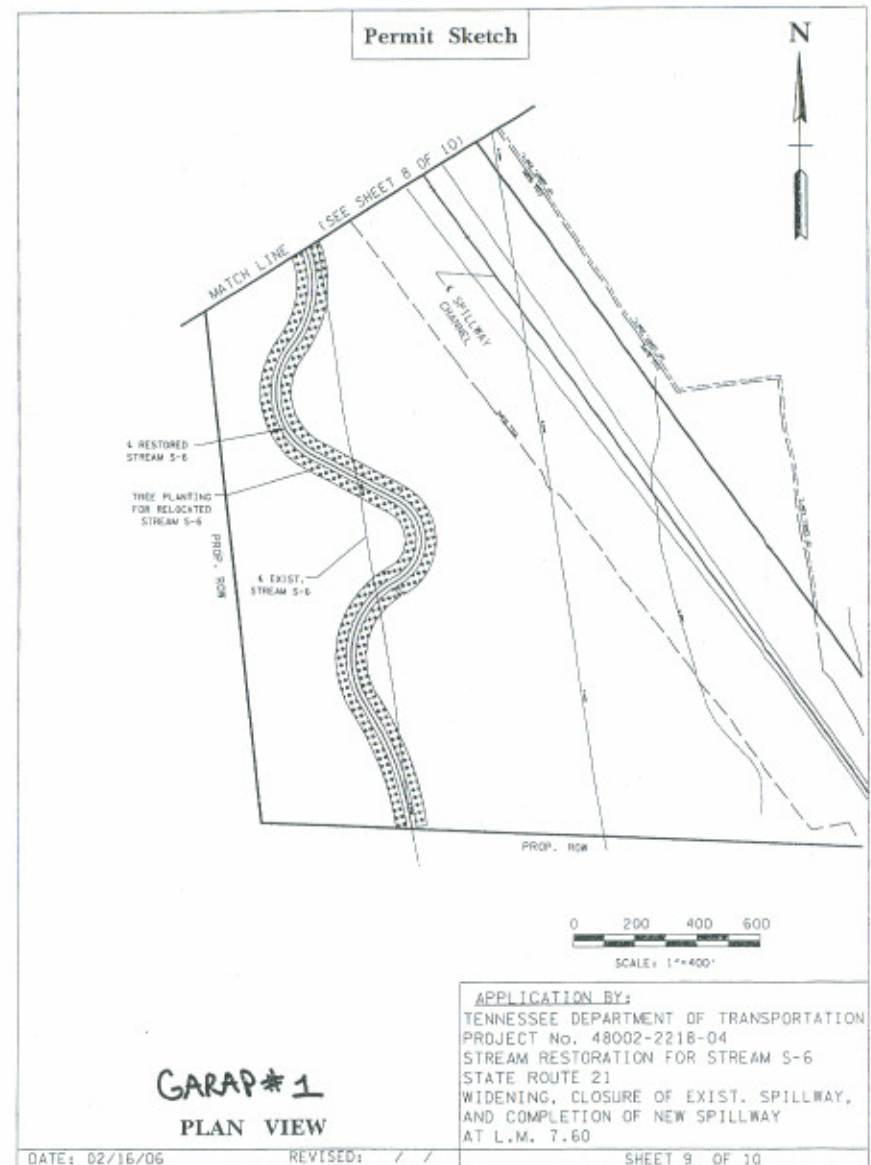 Permit Sketch
N
MATCH LINE (SEE SHEET 8 OF 10)
℄ SPILLWAY
CHANNEL
℄ RESTORED
STREAM S-6
TREE PLANTING
FOR RELOCATED
STREAM S-6
PROP. ROW
℄ EXIST.
STREAM S-6
PROP. ROW
0 200 400 600
SCALE: 1"=400'
APPLICATION BY:
TENNESSEE DEPARTMENT OF TRANSPORTATION
PROJECT No. 48002-2218-04
STREAM RESTORATION FOR STREAM S-6
STATE ROUTE 21
WIDENING, CLOSURE OF EXIST. SPILLWAY,
AND COMPLETION OF NEW SPILLWAY
AT L.M. 7.60
GARAP#1
PLAN VIEW
DATE: 02/16/06 REVISED: / / SHEET 9 OF 10